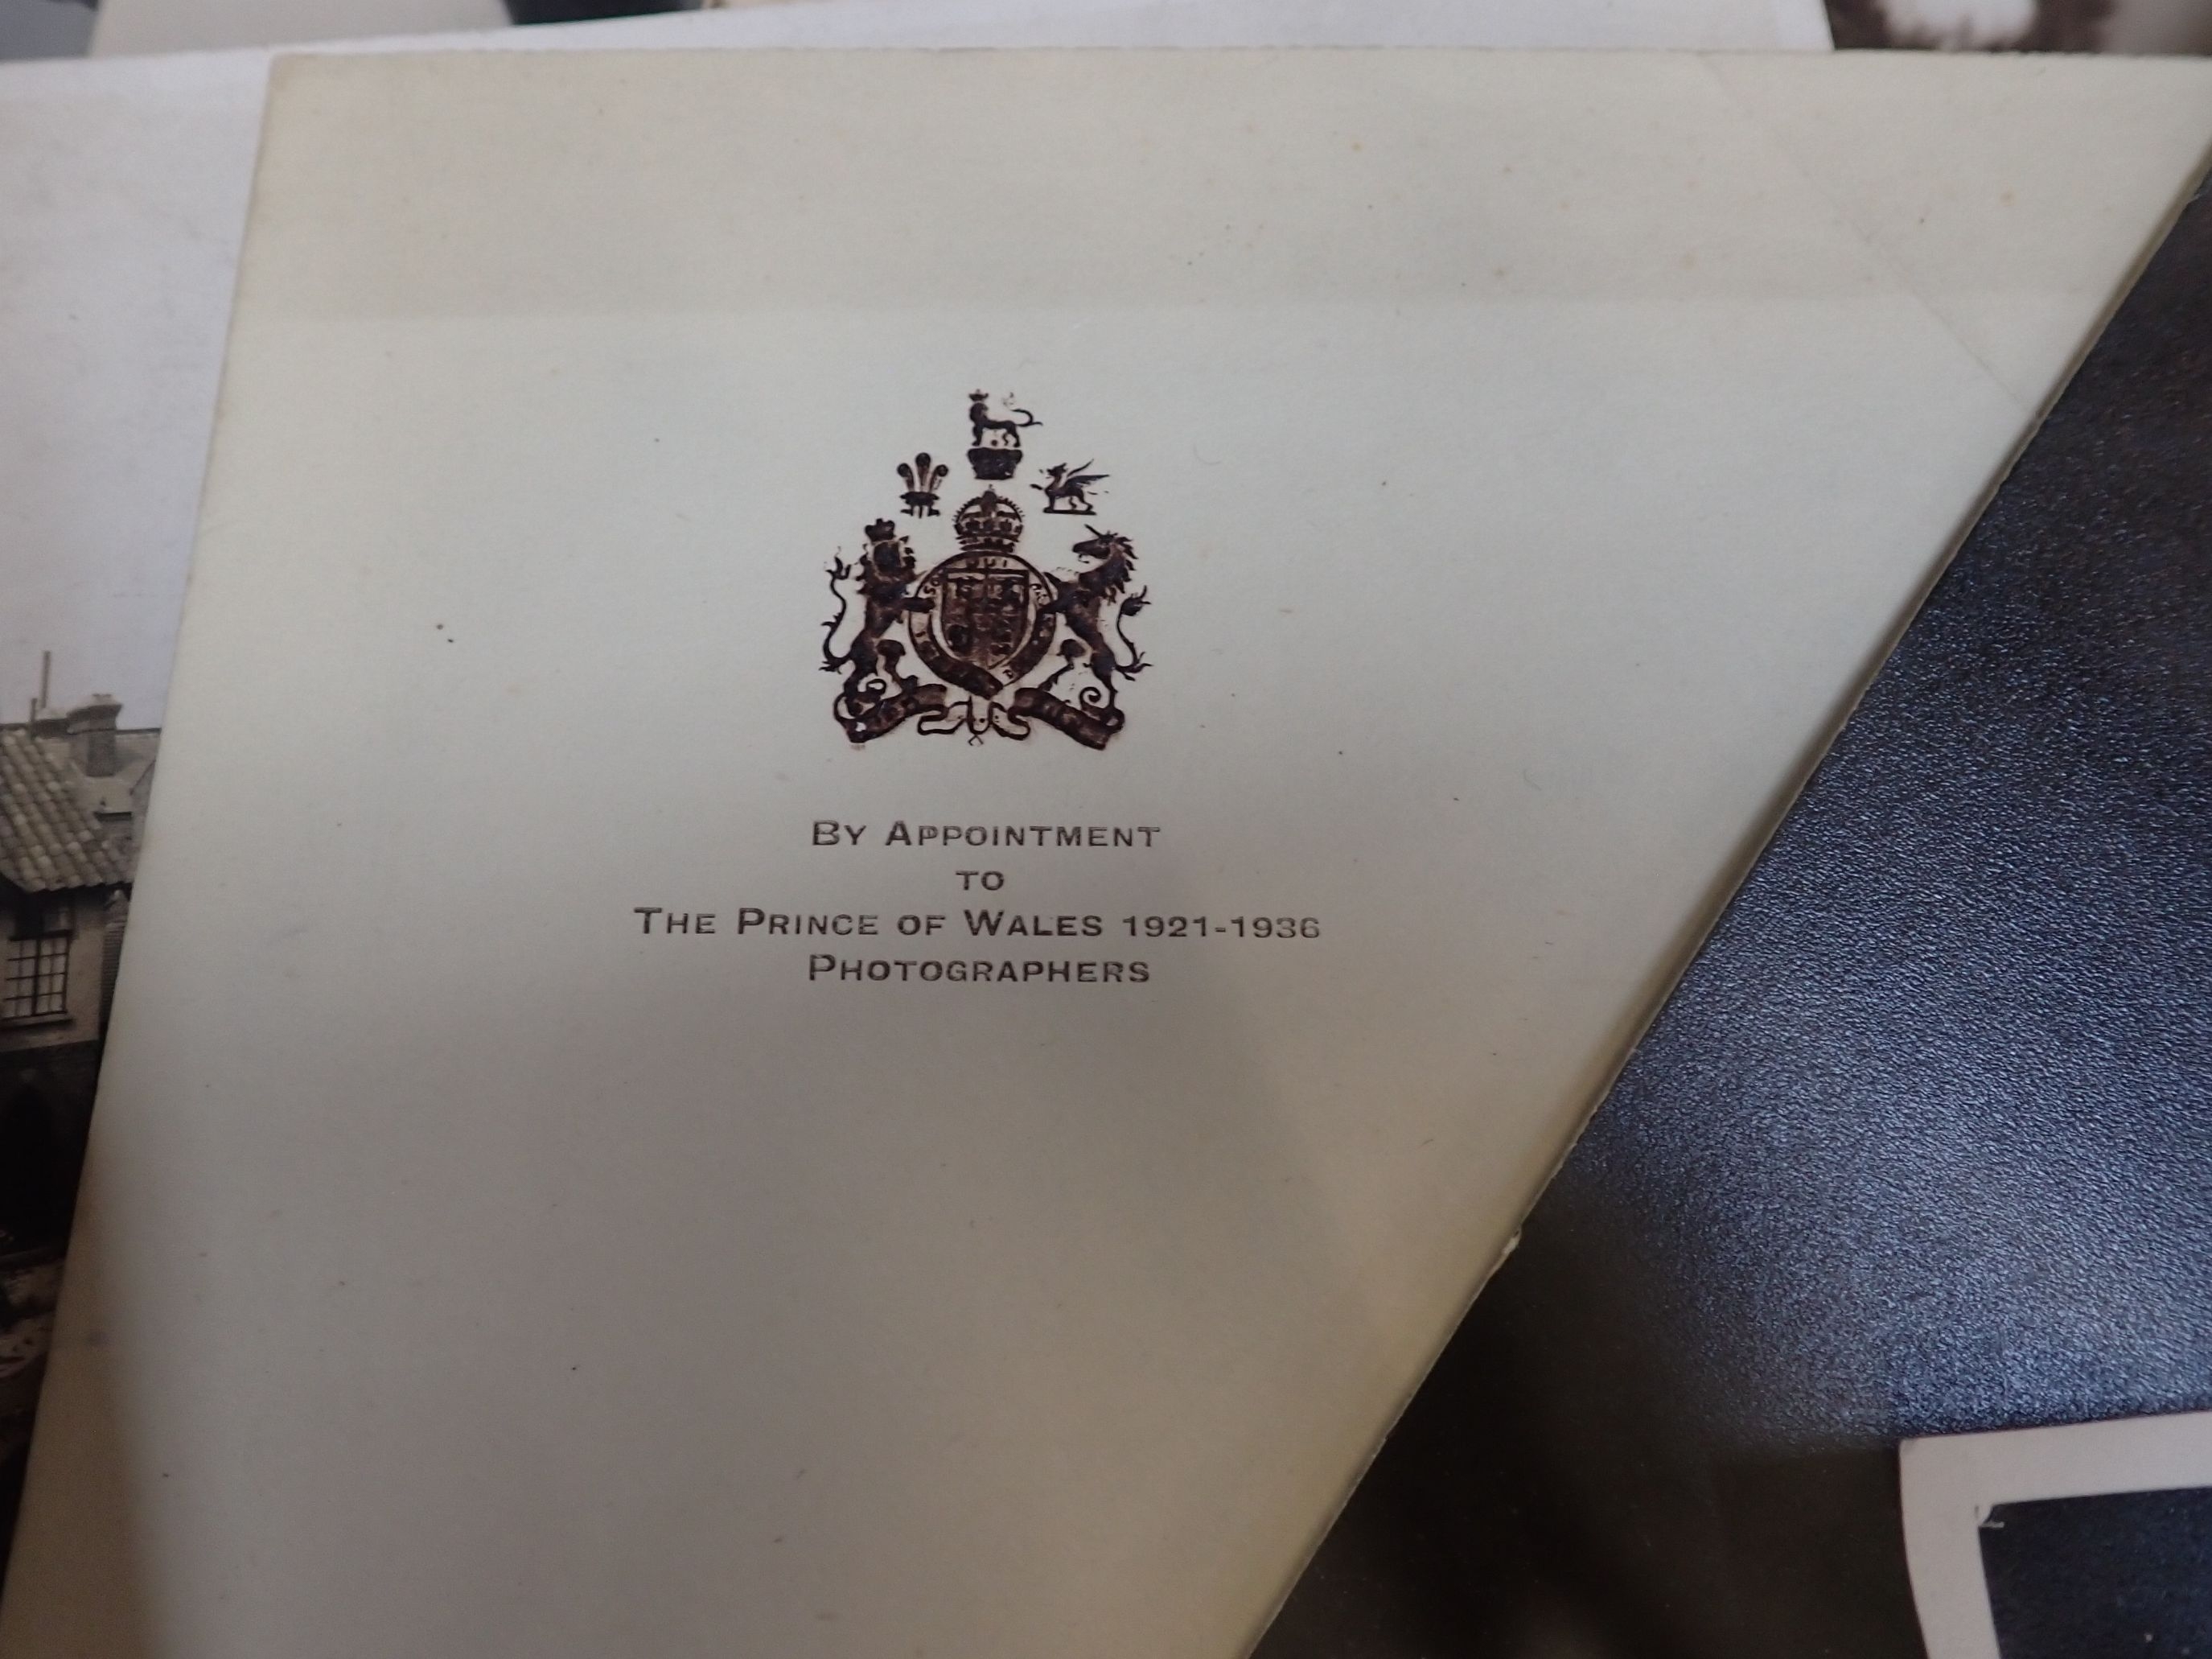 By Appointment
to
The Prince of Wales 1921-1936
Photographers